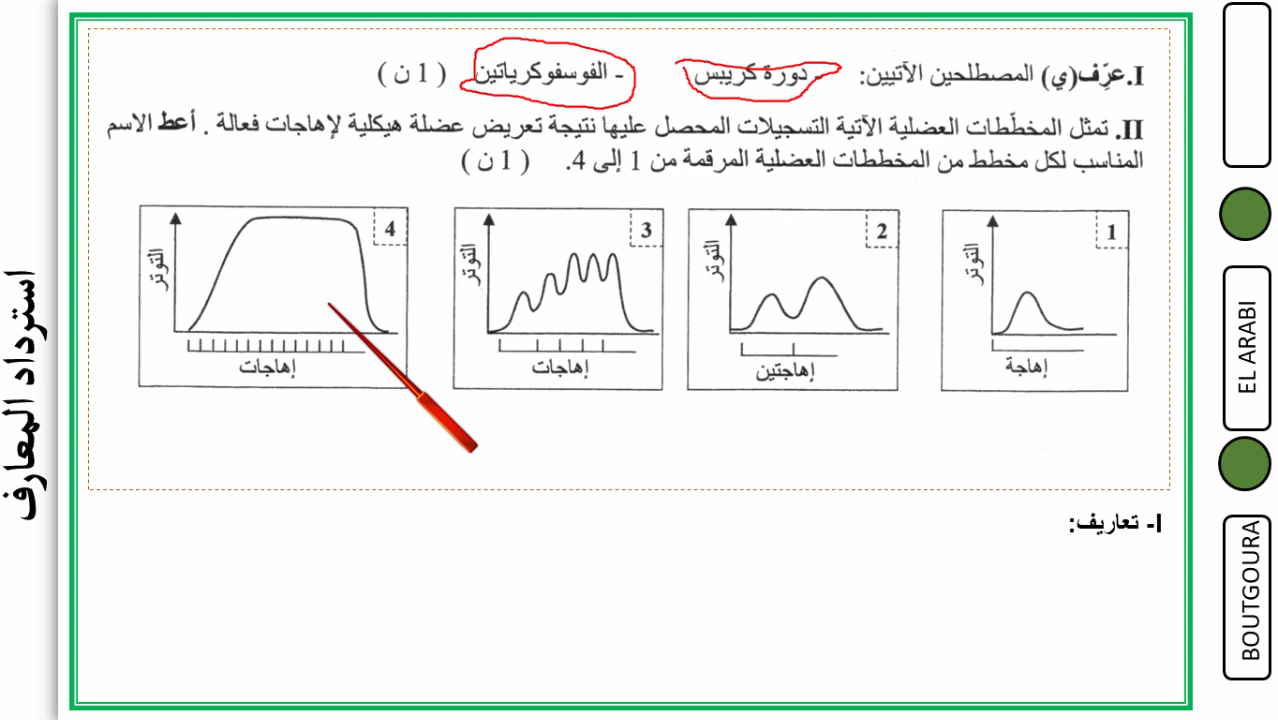 I.عرِّف(ي) المصطلحين الآتيين: - دورة كريبس - الفوسفوكرياتين ( 1 ن )
II. تمثل المخطّطات العضلية الآتية التسجيلات المحصل عليها نتيجة تعريض عضلة هيكلية لإهاجات فعالة . أعط الاسم
المناسب لكل مخطط من المخططات العضلية المرقمة من 1 إلى 4. ( 1 ن )
1
التوتر
إهاجة
2
التوتر
إهاجتين
3
التوتر
إهاجات
4
التوتر
إهاجات
I- تعاريف:
استرداد المعارف
EL ARABI
BOUTGOURA